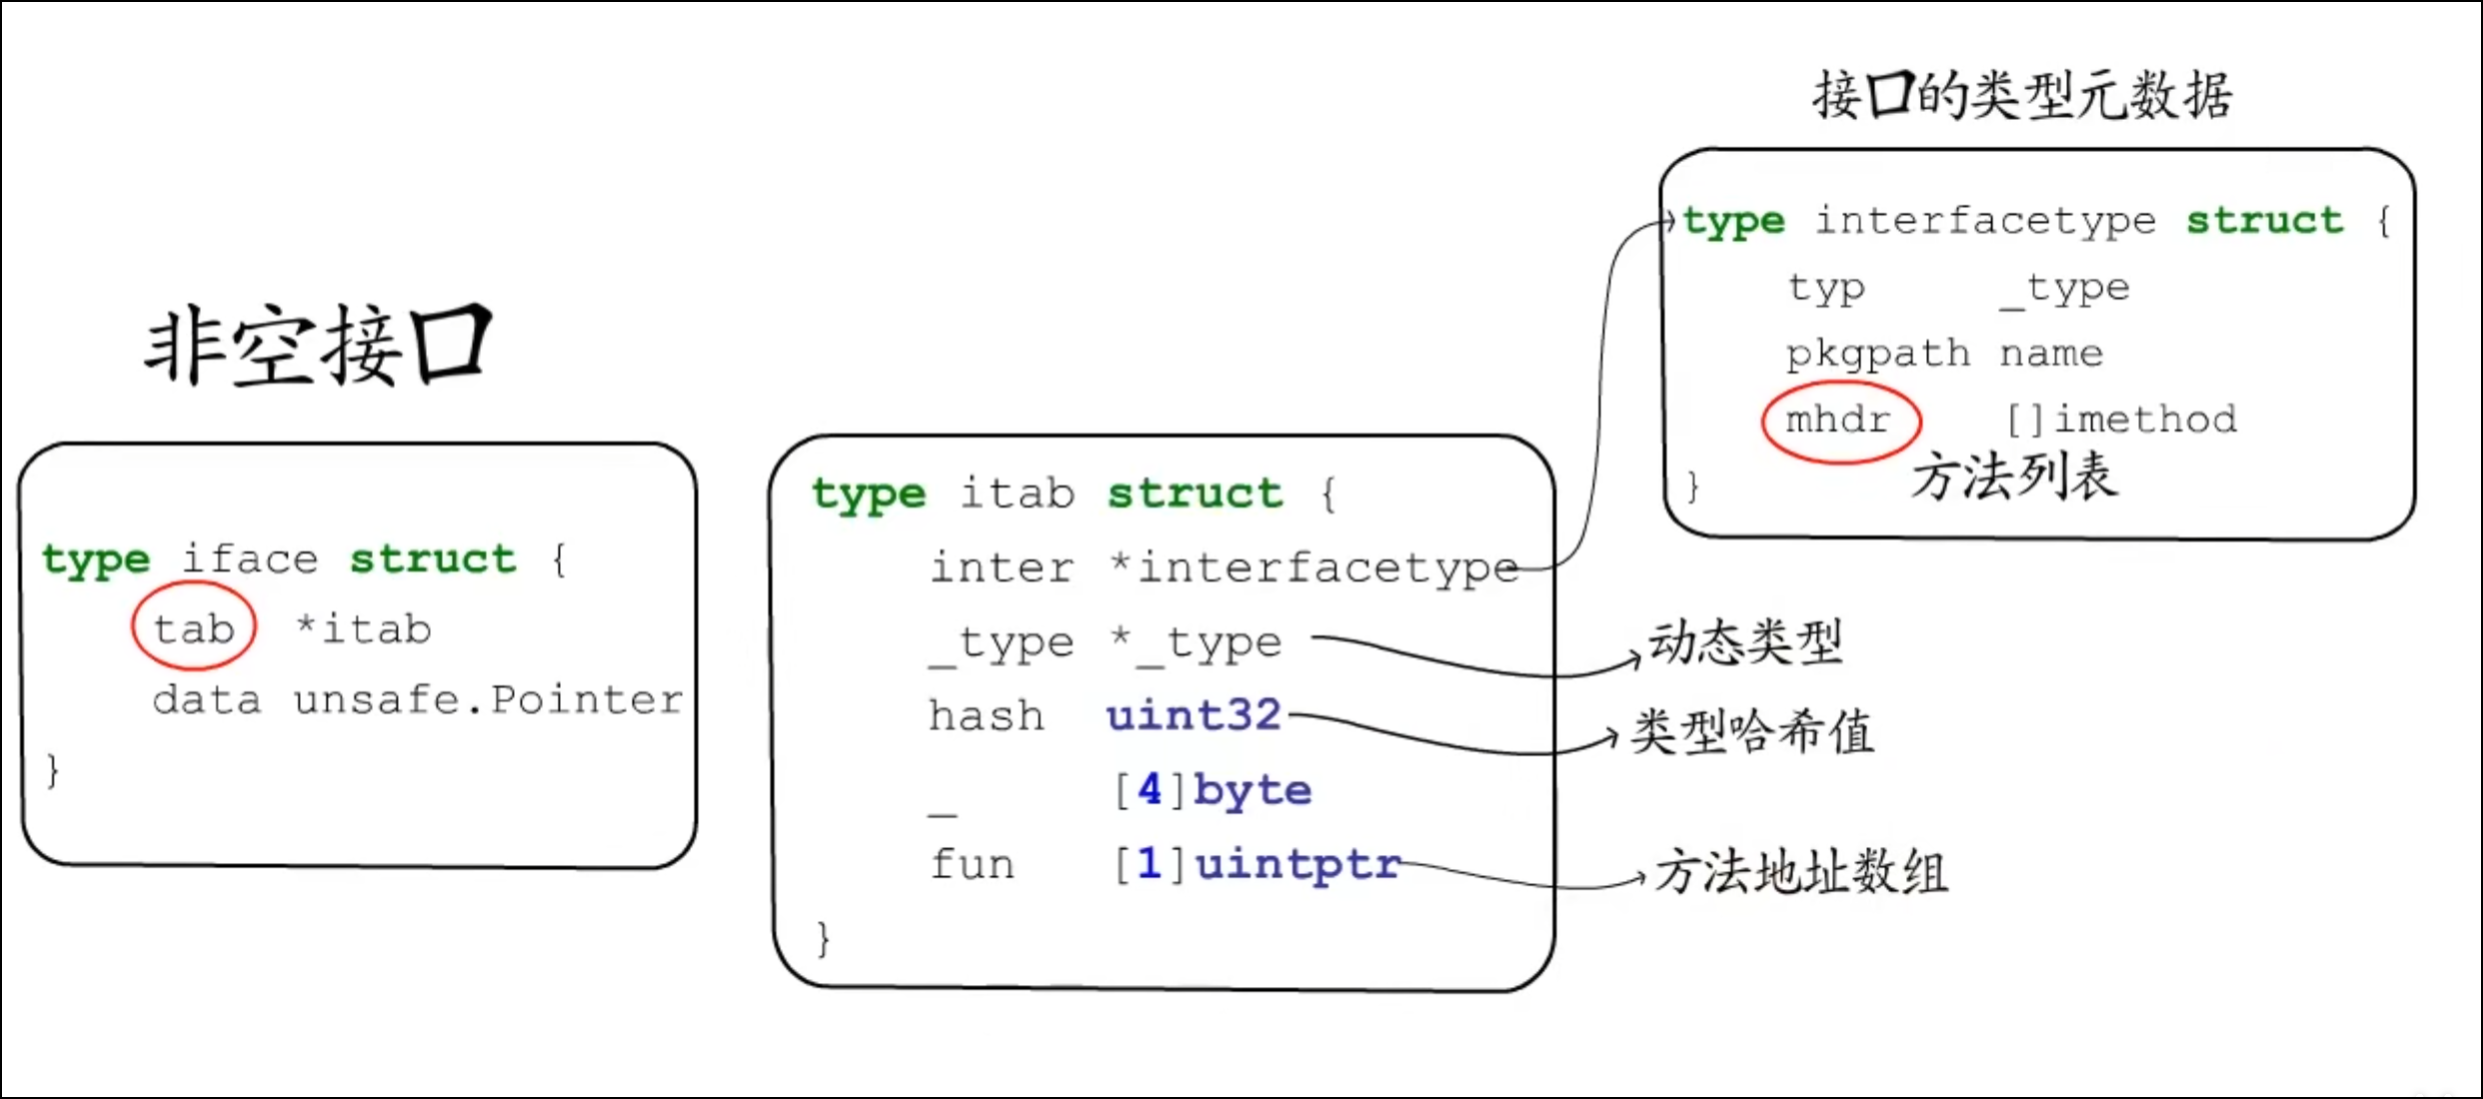 非空接口
type iface struct {
tab *itab
data unsafe.Pointer
}
type itab struct {
inter *interfacetype
_type *_type
hash uint32
_ [4]byte
fun [1]uintptr
}
接口的类型元数据
type interfacetype struct {
typ _type
pkgpath name
mhdr []imethod
方法列表
}
动态类型
类型哈希值
方法地址数组